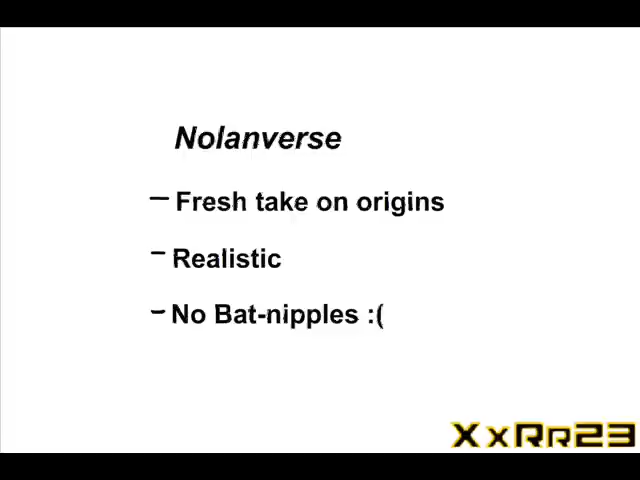 Nolanverse
– Fresh take on origins
– Realistic
– No Bat-nipples :(
XxRr23